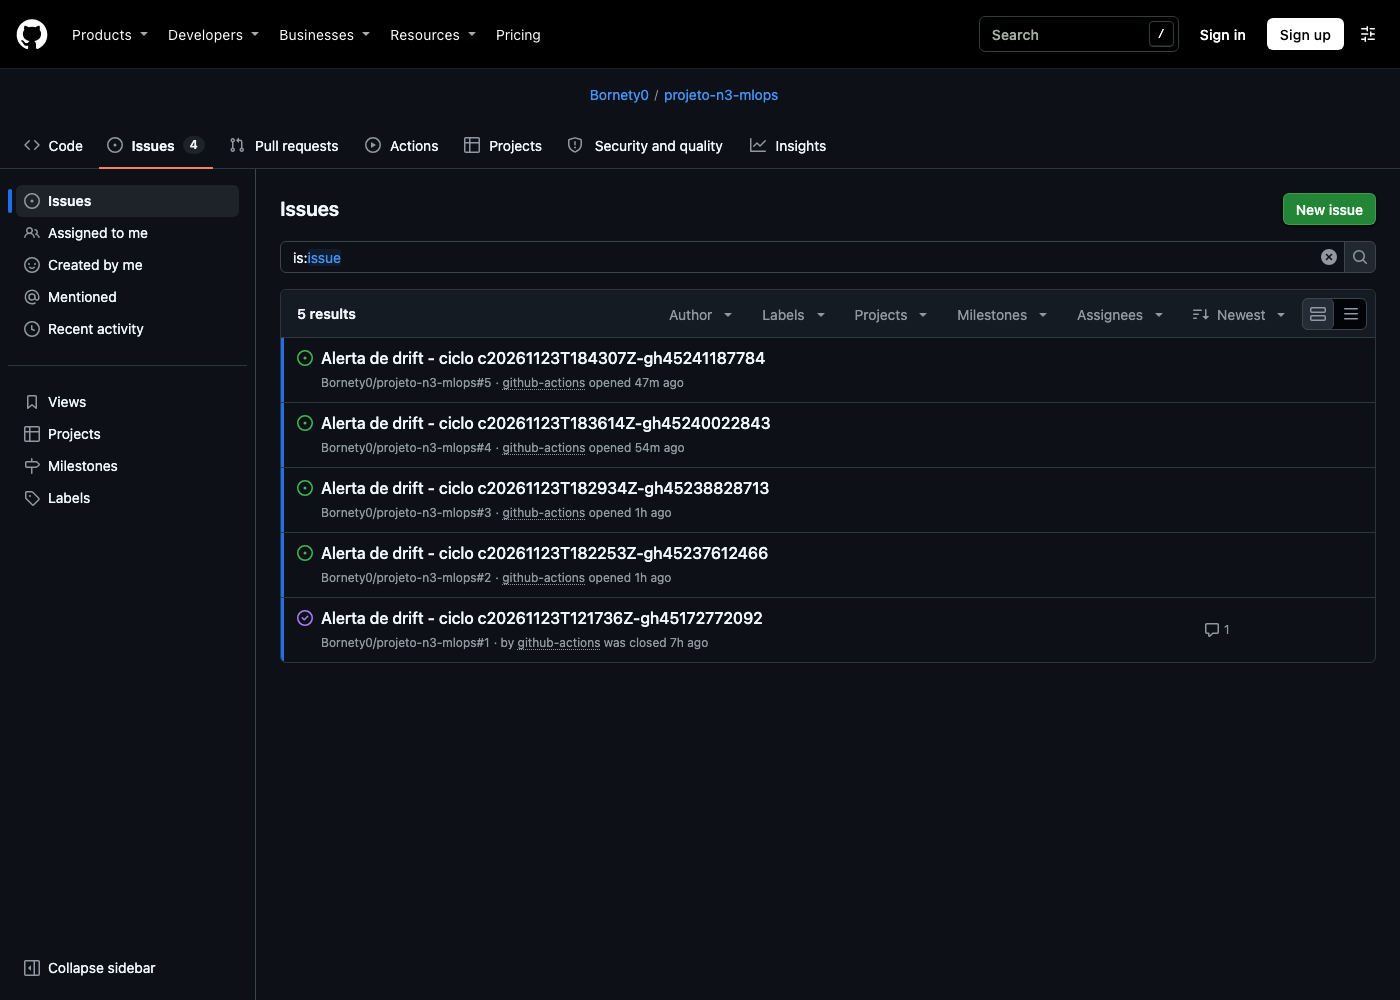 Products Developers Businesses Resources Pricing Search / Sign in Sign up
Bornety0 / projeto-n3-mlops
Code Issues 4 Pull requests Actions Projects Security and quality Insights
Issues
Assigned to me
Created by me
Mentioned
Recent activity
Views
Projects
Milestones
Labels
Collapse sidebar
Issues
New issue
is:issue
5 results Author Labels Projects Milestones Assignees Newest
Alerta de drift - ciclo c20261123T184307Z-gh45241187784
Bornety0/projeto-n3-mlops#5 · github-actions opened 47m ago
Alerta de drift - ciclo c20261123T183614Z-gh45240022843
Bornety0/projeto-n3-mlops#4 · github-actions opened 54m ago
Alerta de drift - ciclo c20261123T182934Z-gh45238828713
Bornety0/projeto-n3-mlops#3 · github-actions opened 1h ago
Alerta de drift - ciclo c20261123T182253Z-gh45237612466
Bornety0/projeto-n3-mlops#2 · github-actions opened 1h ago
Alerta de drift - ciclo c20261123T121736Z-gh45172772092
Bornety0/projeto-n3-mlops#1 · by github-actions was closed 7h ago
1